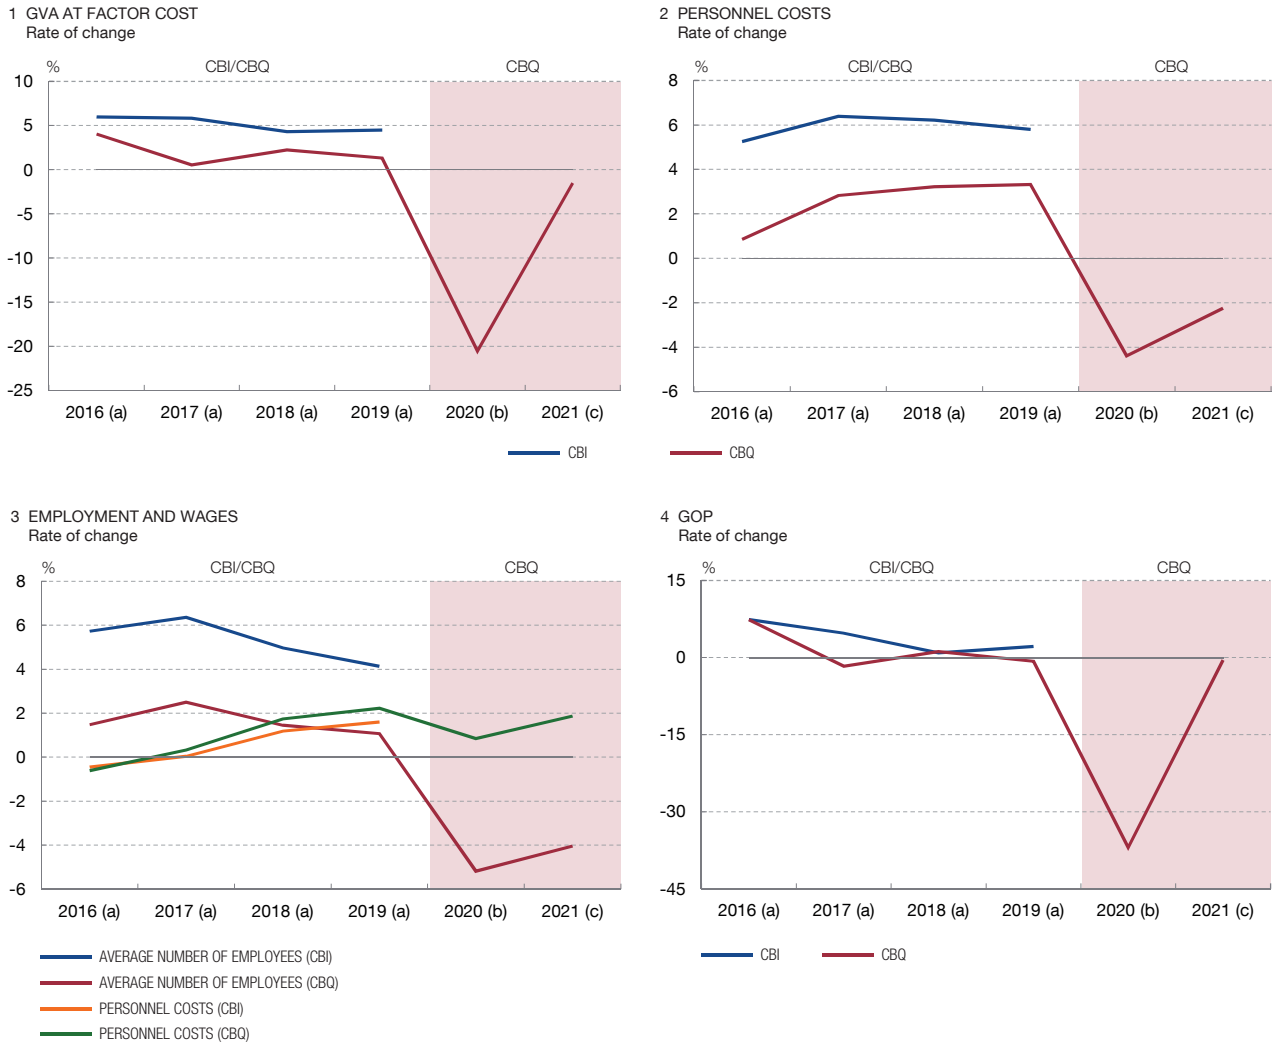 1 GVA AT FACTOR COST
Rate of change
% CBI/CBQ CBQ
10
5
0
-5
-10
-15
-20
-25
2016 (a) 2017 (a) 2018 (a) 2019 (a) 2020 (b) 2021 (c)
2 PERSONNEL COSTS
Rate of change
% CBI/CBQ CBQ
8
6
4
2
0
-2
-4
-6
2016 (a) 2017 (a) 2018 (a) 2019 (a) 2020 (b) 2021 (c)
CBI CBQ
3 EMPLOYMENT AND WAGES
Rate of change
% CBI/CBQ CBQ
8
6
4
2
0
-2
-4
-6
2016 (a) 2017 (a) 2018 (a) 2019 (a) 2020 (b) 2021 (c)
AVERAGE NUMBER OF EMPLOYEES (CBI)
AVERAGE NUMBER OF EMPLOYEES (CBQ)
PERSONNEL COSTS (CBI)
PERSONNEL COSTS (CBQ)
4 GOP
Rate of change
% CBI/CBQ CBQ
15
0
-15
-30
-45
2016 (a) 2017 (a) 2018 (a) 2019 (a) 2020 (b) 2021 (c)
CBI CBQ